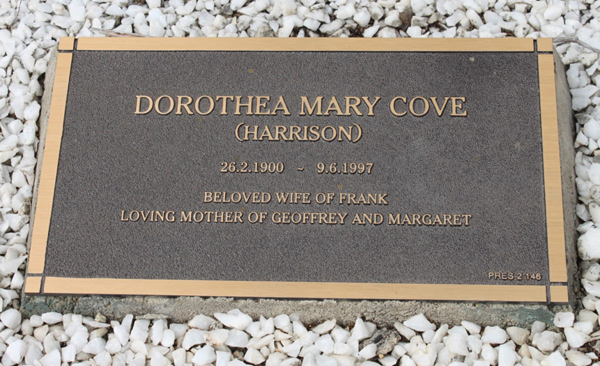 DOROTHEA MARY COVE
(HARRISON)
26.2.1900 ~ 9.6.1997
BELOVED WIFE OF FRANK
LOVING MOTHER OF GEOFFREY AND MARGARET
PRES 2 146